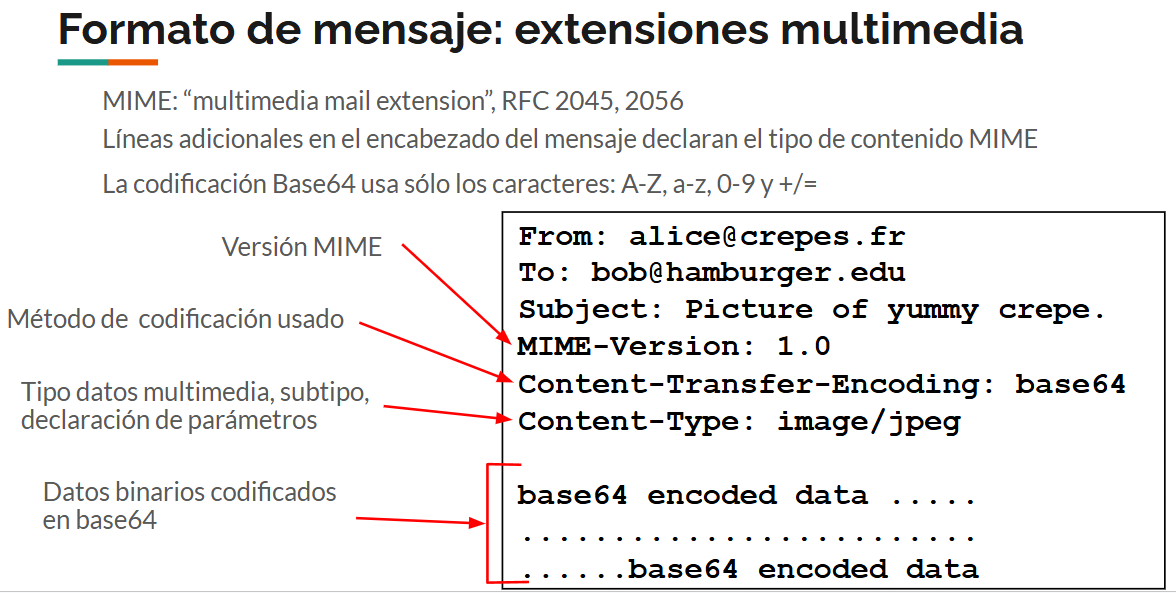 Formato de mensaje: extensiones multimedia
MIME: “multimedia mail extension”, RFC 2045, 2056
Líneas adicionales en el encabezado del mensaje declaran el tipo de contenido MIME
La codificación Base64 usa sólo los caracteres: A-Z, a-z, 0-9 y +/=
Versión MIME
Método de codificación usado
Tipo datos multimedia, subtipo,
declaración de parámetros
Datos binarios codificados
en base64
From: alice@crepes.fr
To: bob@hamburger.edu
Subject: Picture of yummy crepe.
MIME-Version: 1.0
Content-Transfer-Encoding: base64
Content-Type: image/jpeg
base64 encoded data .....
.........................
......base64 encoded data